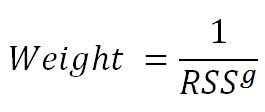 Weight = 1/RSS^g